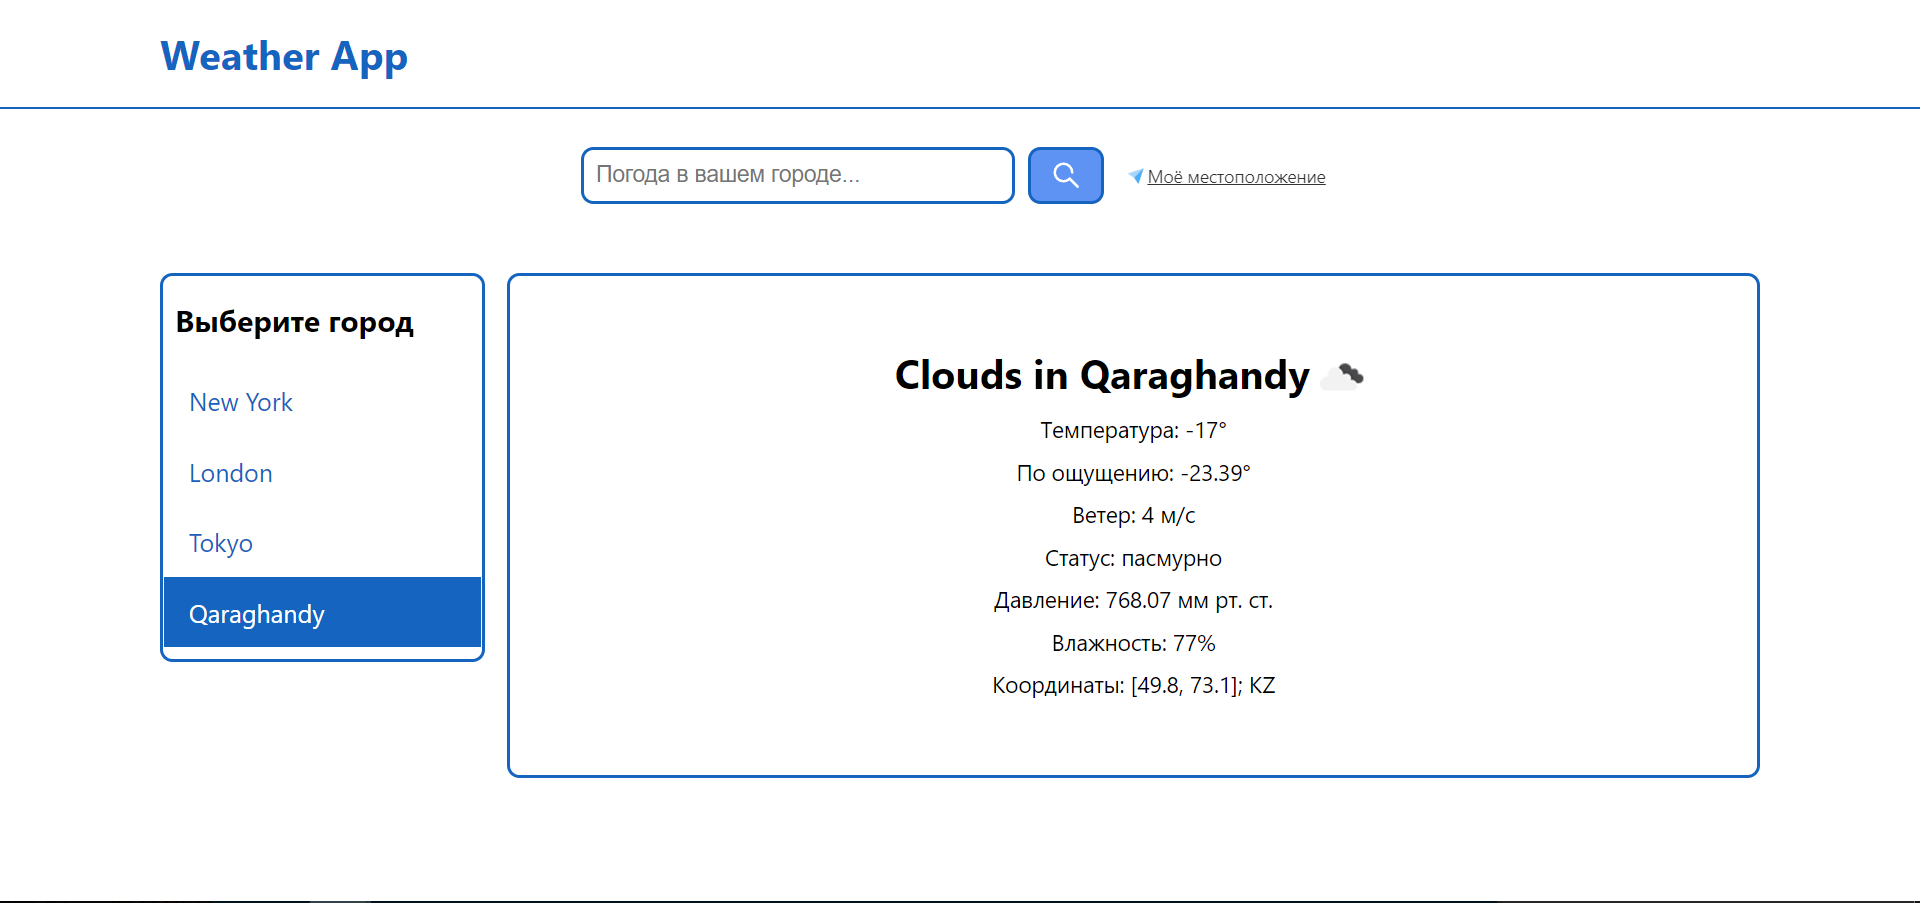 Weather App
Погода в вашем городе...
Моё местоположение
Выберите город
New York
London
Tokyo
Qaraghandy
Clouds in Qaraghandy
Температура: -17°
По ощущению: -23.39°
Ветер: 4 м/с
Статус: пасмурно
Давление: 768.07 мм рт. ст.
Влажность: 77%
Координаты: [49.8, 73.1]; KZ